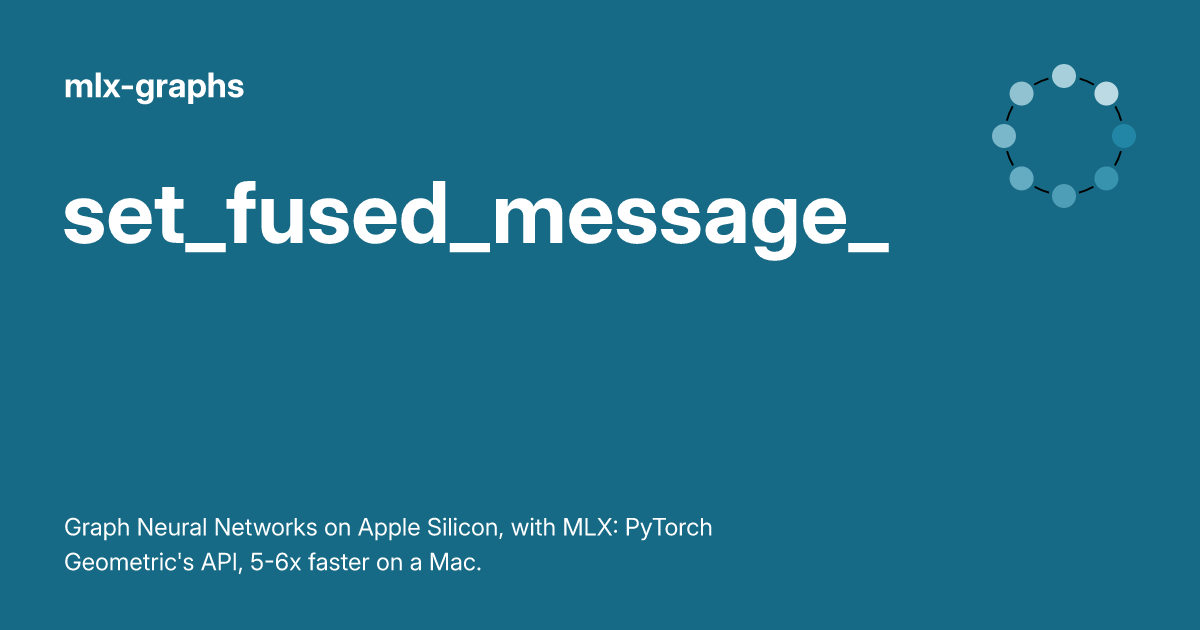 mlx-graphs
set_fused_message_
Graph Neural Networks on Apple Silicon, with MLX: PyTorch
Geometric's API, 5-6x faster on a Mac.